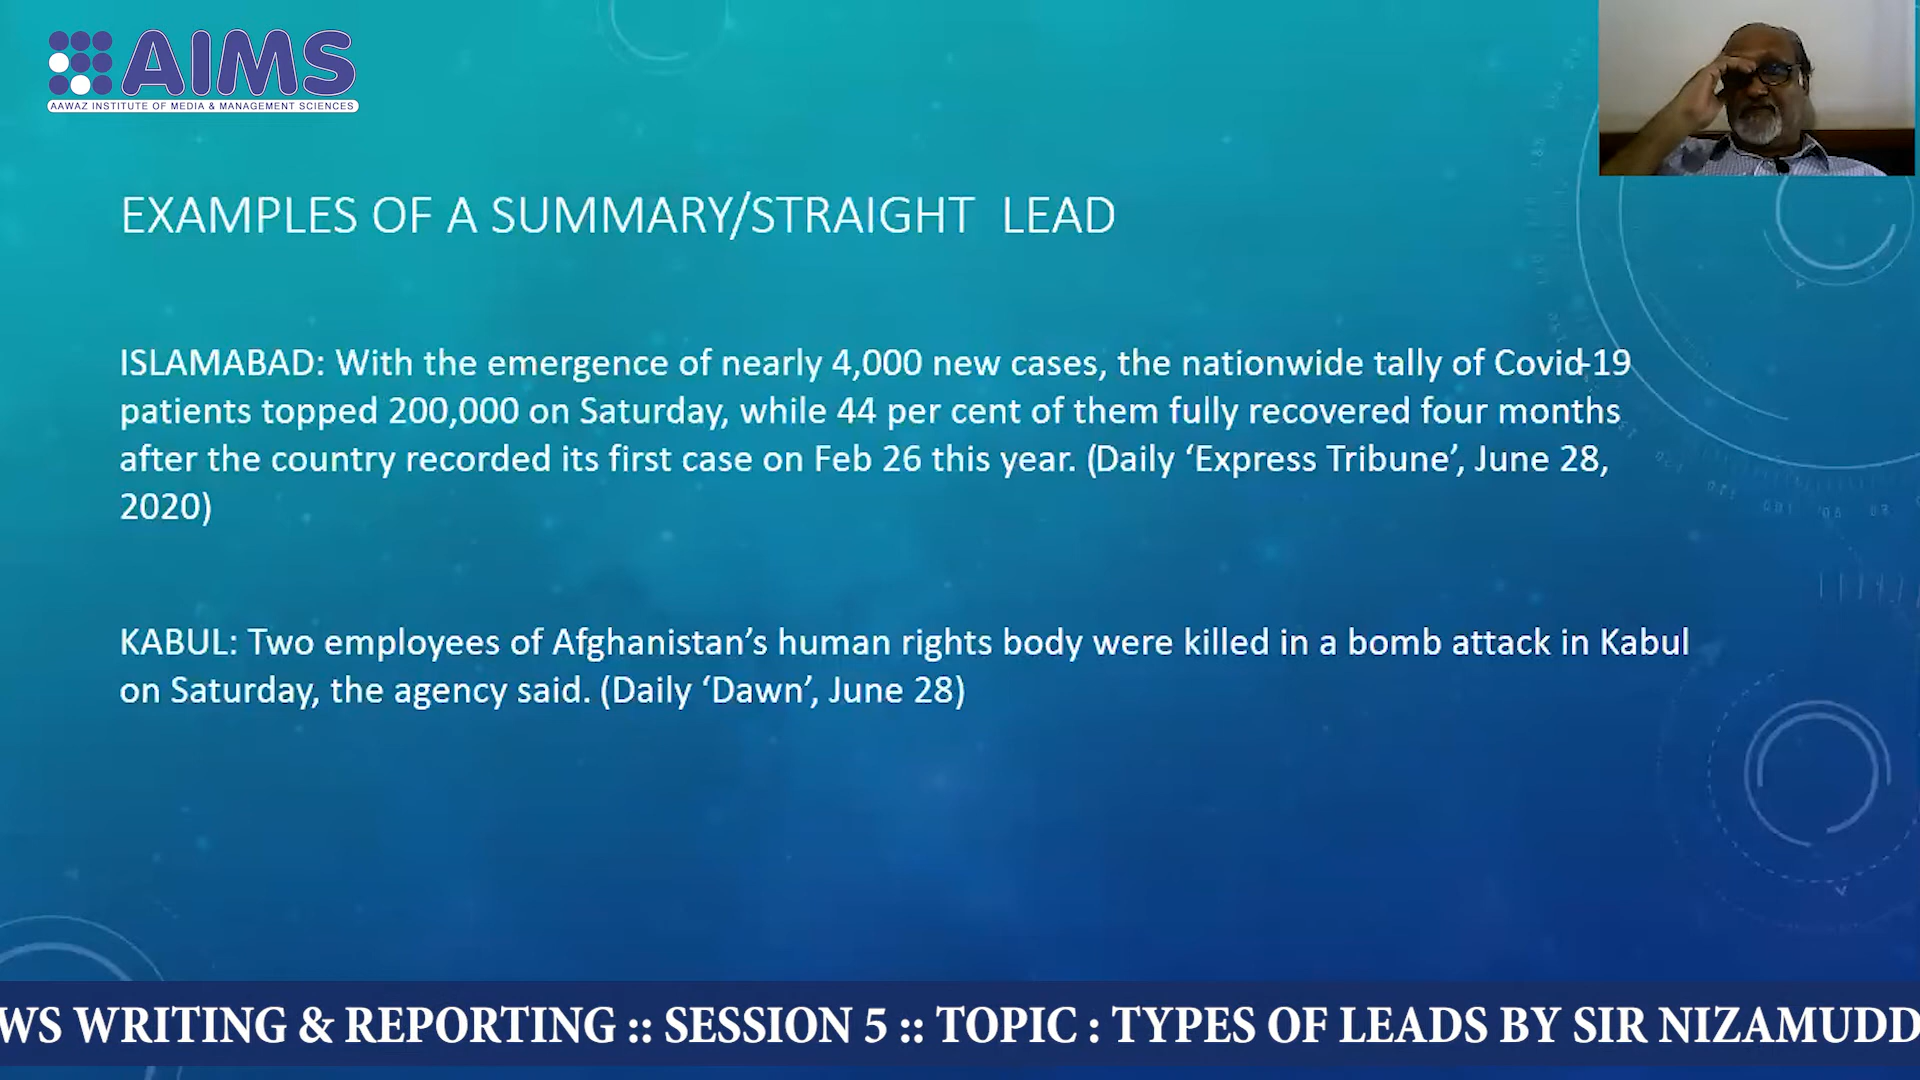 AIMS
AAWAZ INSTITUTE OF MEDIA & MANAGEMENT SCIENCES
EXAMPLES OF A SUMMARY/STRAIGHT LEAD
ISLAMABAD: With the emergence of nearly 4,000 new cases, the nationwide tally of Covid-19
patients topped 200,000 on Saturday, while 44 per cent of them fully recovered four months
after the country recorded its first case on Feb 26 this year. (Daily ‘Express Tribune’, June 28,
2020)
KABUL: Two employees of Afghanistan’s human rights body were killed in a bomb attack in Kabul
on Saturday, the agency said. (Daily ‘Dawn’, June 28)
WS WRITING & REPORTING :: SESSION 5 :: TOPIC : TYPES OF LEADS BY SIR NIZAMUDD